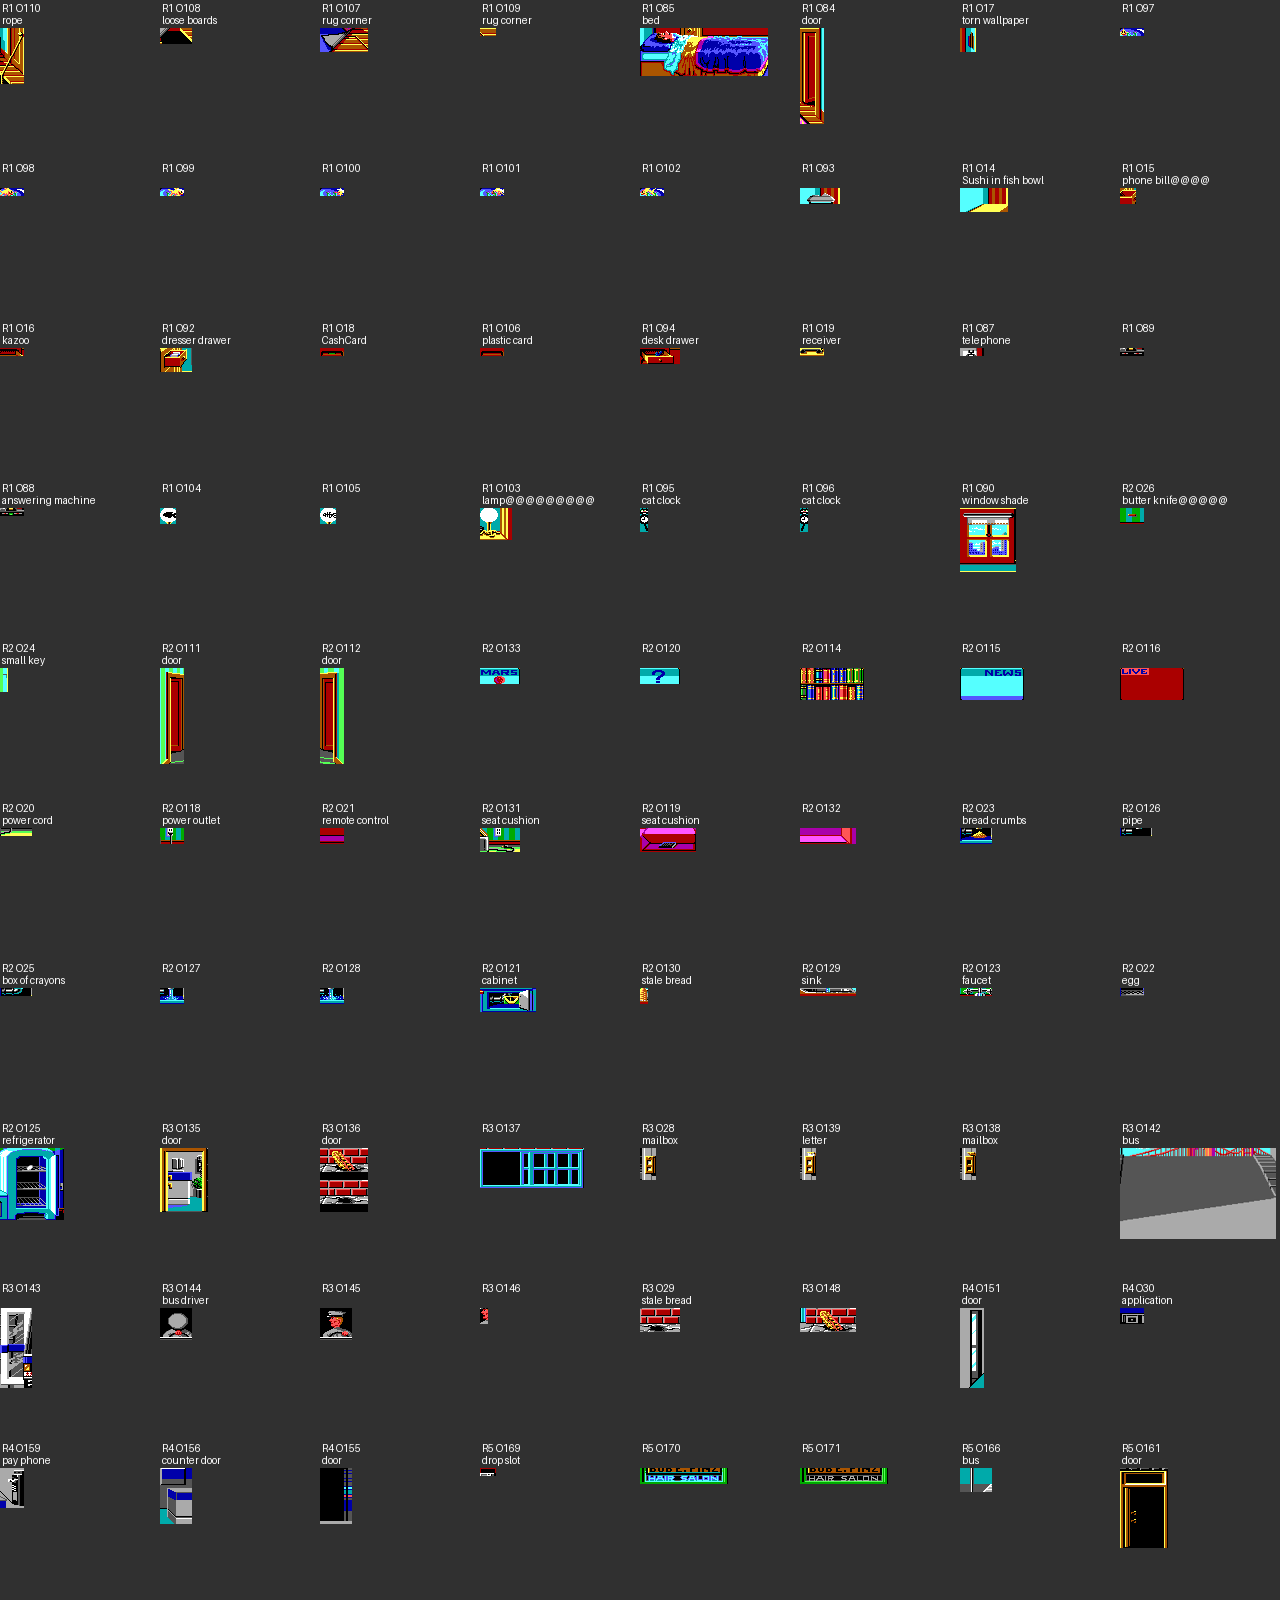 R1 O110
rope
R1 O108
loose boards
R1 O107
rug corner
R1 O109
rug corner
R1 O85
bed
R1 O84
door
R1 O17
torn wallpaper
R1 O97
R1 O98
R1 O99
R1 O100
R1 O101
R1 O102
R1 O93
R1 O14
Sushi in fish bowl
R1 O15
phone bill@@@@
R1 O16
kazoo
R1 O92
dresser drawer
R1 O18
CashCard
R1 O106
plastic card
R1 O94
desk drawer
R1 O19
receiver
R1 O87
telephone
R1 O89
R1 O88
answering machine
R1 O104
R1 O105
R1 O103
lamp@@@@@@@@@
R1 O95
cat clock
R1 O96
cat clock
R1 O90
window shade
R2 O26
butter knife@@@@@
R2 O24
small key
R2 O111
door
R2 O112
door
R2 O133
MARS
R2 O120
?
R2 O114
R2 O115
NEWS
R2 O116
LIVE
R2 O20
power cord
R2 O118
power outlet
R2 O21
remote control
R2 O131
seat cushion
R2 O119
seat cushion
R2 O132
R2 O23
bread crumbs
R2 O126
pipe
R2 O25
box of crayons
R2 O127
R2 O128
R2 O121
cabinet
R2 O130
stale bread
R2 O129
sink
R2 O123
faucet
R2 O22
egg
R2 O125
refrigerator
R3 O135
door
R3 O136
door
R3 O137
R3 O28
mailbox
R3 O139
letter
R3 O138
mailbox
R3 O142
bus
R3 O143
R3 O144
bus driver
R3 O145
R3 O146
R3 O29
stale bread
R3 O148
R4 O151
door
R4 O30
application
R4 O159
pay phone
R4 O156
counter door
R4 O155
door
R5 O169
drop slot
R5 O170
HAIR SALON
R5 O171
HAIR SALON
R5 O166
bus
R5 O161
door